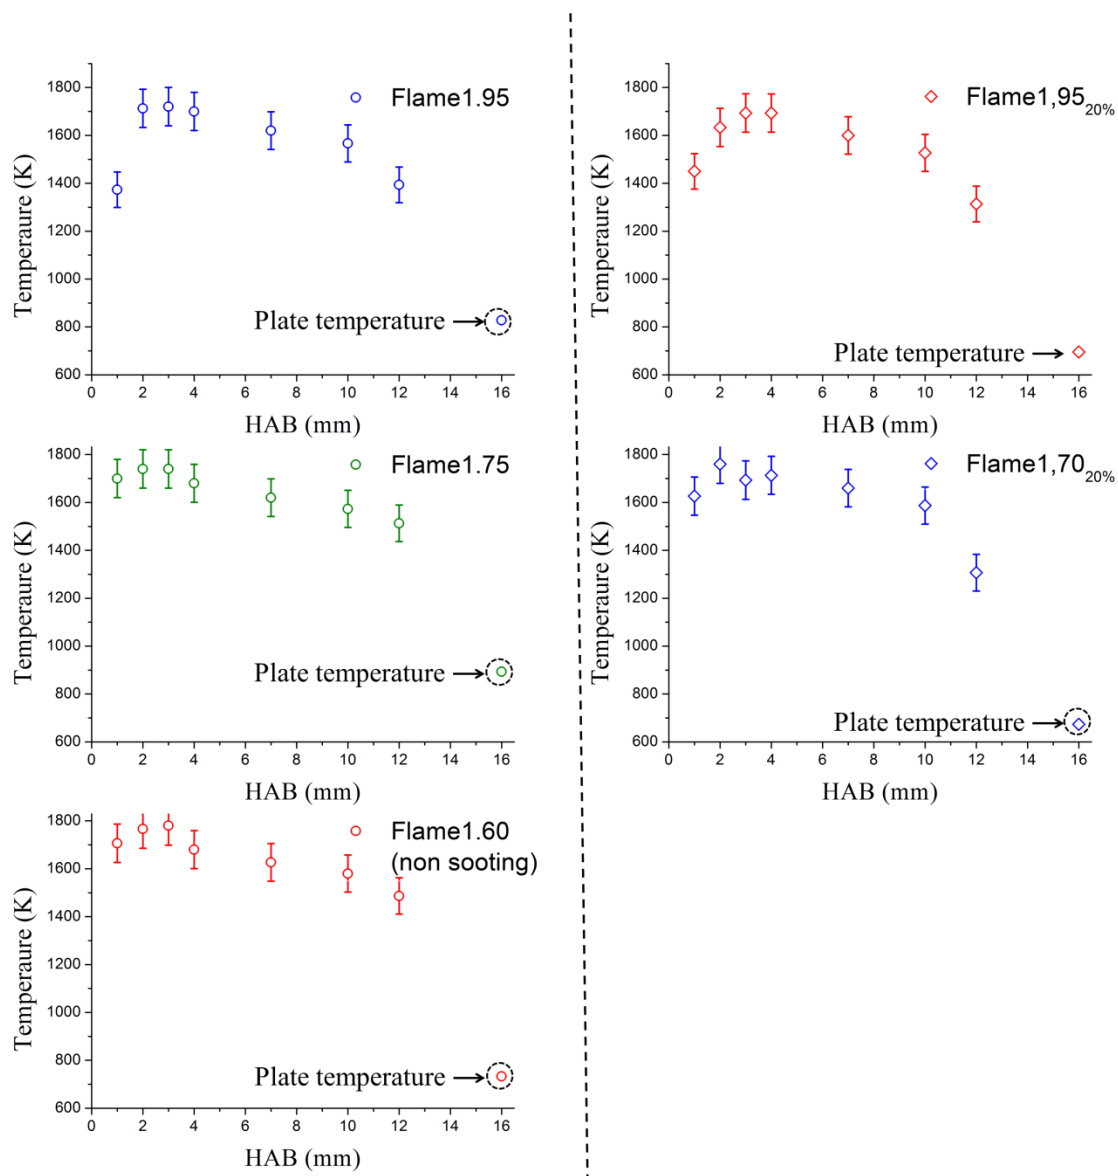 1800
1600
1400
1200
1000
800
600
Temperaure (K)
Flame1.95
Plate temperature
0 2 4 6 8 10 12 14 16
HAB (mm)
1800
1600
1400
1200
1000
800
600
Temperaure (K)
Flame1,95 20%
Plate temperature
0 2 4 6 8 10 12 14 16
HAB (mm)
1800
1600
1400
1200
1000
800
600
Temperaure (K)
Flame1.75
Plate temperature
0 2 4 6 8 10 12 14 16
HAB (mm)
1800
1600
1400
1200
1000
800
600
Temperaure (K)
Flame1,70 20%
Plate temperature
0 2 4 6 8 10 12 14 16
HAB (mm)
1800
1600
1400
1200
1000
800
600
Temperaure (K)
Flame1.60
(non sooting)
Plate temperature
0 2 4 6 8 10 12 14 16
HAB (mm)